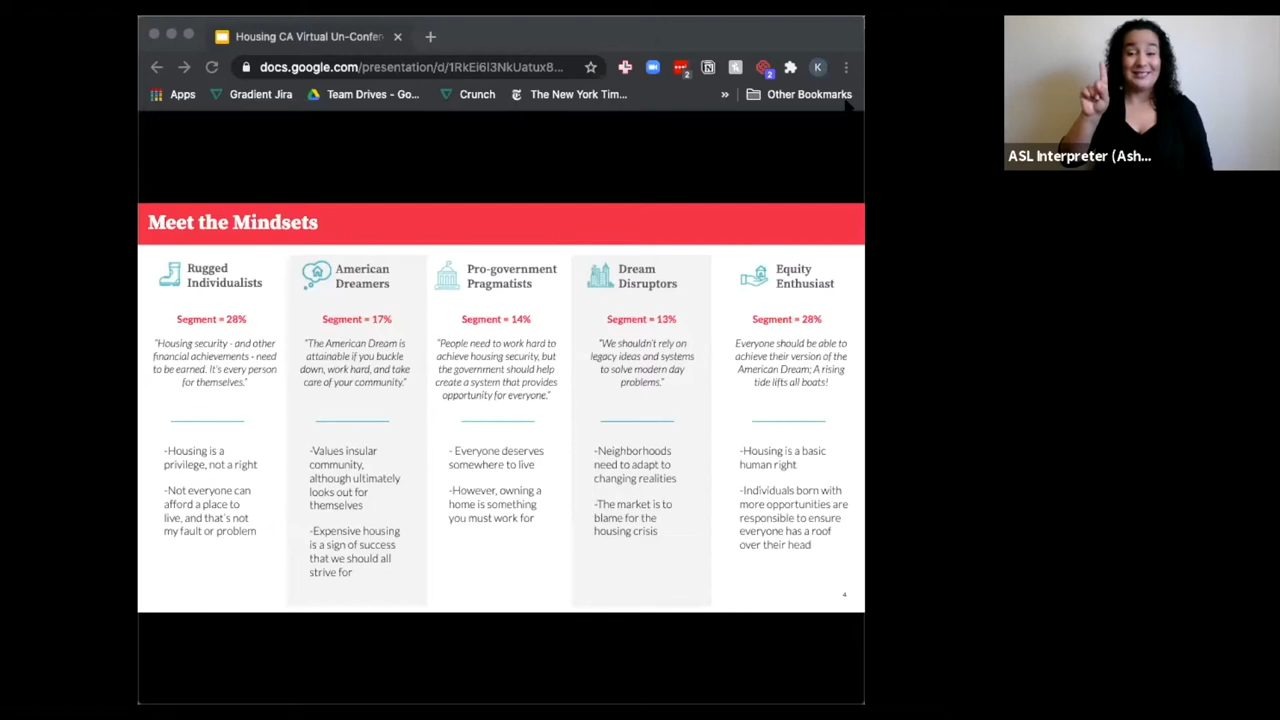 Housing CA Virtual Un-Confer
docs.google.com/presentation/d/1RkEi6I3NkUatux8...
2
2
K
Apps
Gradient Jira
Team Drives - Go...
Crunch
The New York Tim...
»
Other Bookmarks
ASL Interpreter (Ash...
Meet the Mindsets
Rugged
Individualists
Segment = 28%
"Housing security - and other
financial achievements - need
to be earned. It's every person
for themselves."
-Housing is a
privilege, not a right
-Not everyone can
afford a place to
live, and that's not
my fault or problem
American
Dreamers
Segment = 17%
"The American Dream is
attainable if you buckle
down, work hard, and take
care of your community."
-Values insular
community,
although ultimately
looks out for
themselves
-Expensive housing
is a sign of success
that we should all
strive for
Pro-government
Pragmatists
Segment = 14%
"People need to work hard to
achieve housing security, but
the government should help
create a system that provides
opportunity for everyone."
- Everyone deserves
somewhere to live
-However, owning a
home is something
you must work for
Dream
Disruptors
Segment = 13%
"We shouldn't rely on
legacy ideas and systems
to solve modern day
problems."
-Neighborhoods
need to adapt to
changing realities
-The market is to
blame for the
housing crisis
Equity
Enthusiast
Segment = 28%
Everyone should be able to
achieve their version of the
American Dream; A rising
tide lifts all boats!
-Housing is a basic
human right
-Individuals born with
more opportunities are
responsible to ensure
everyone has a roof
over their head
4